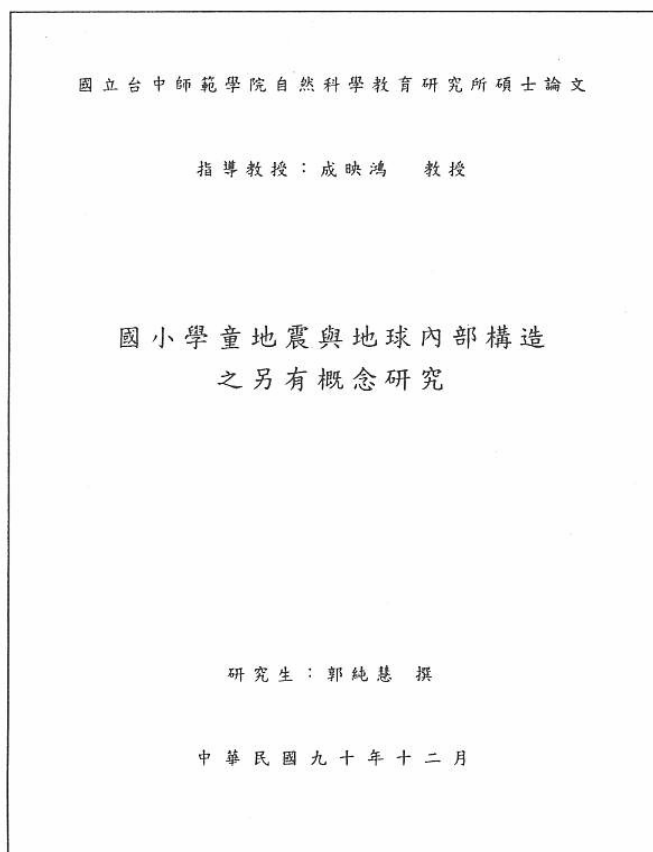 國立台中師範學院自然科學教育研究所碩士論文
指導教授：成映鴻　教授
國小學童地震與地球內部構造
之另有概念研究
研究生：郭純慧　撰
中華民國九十年十二月